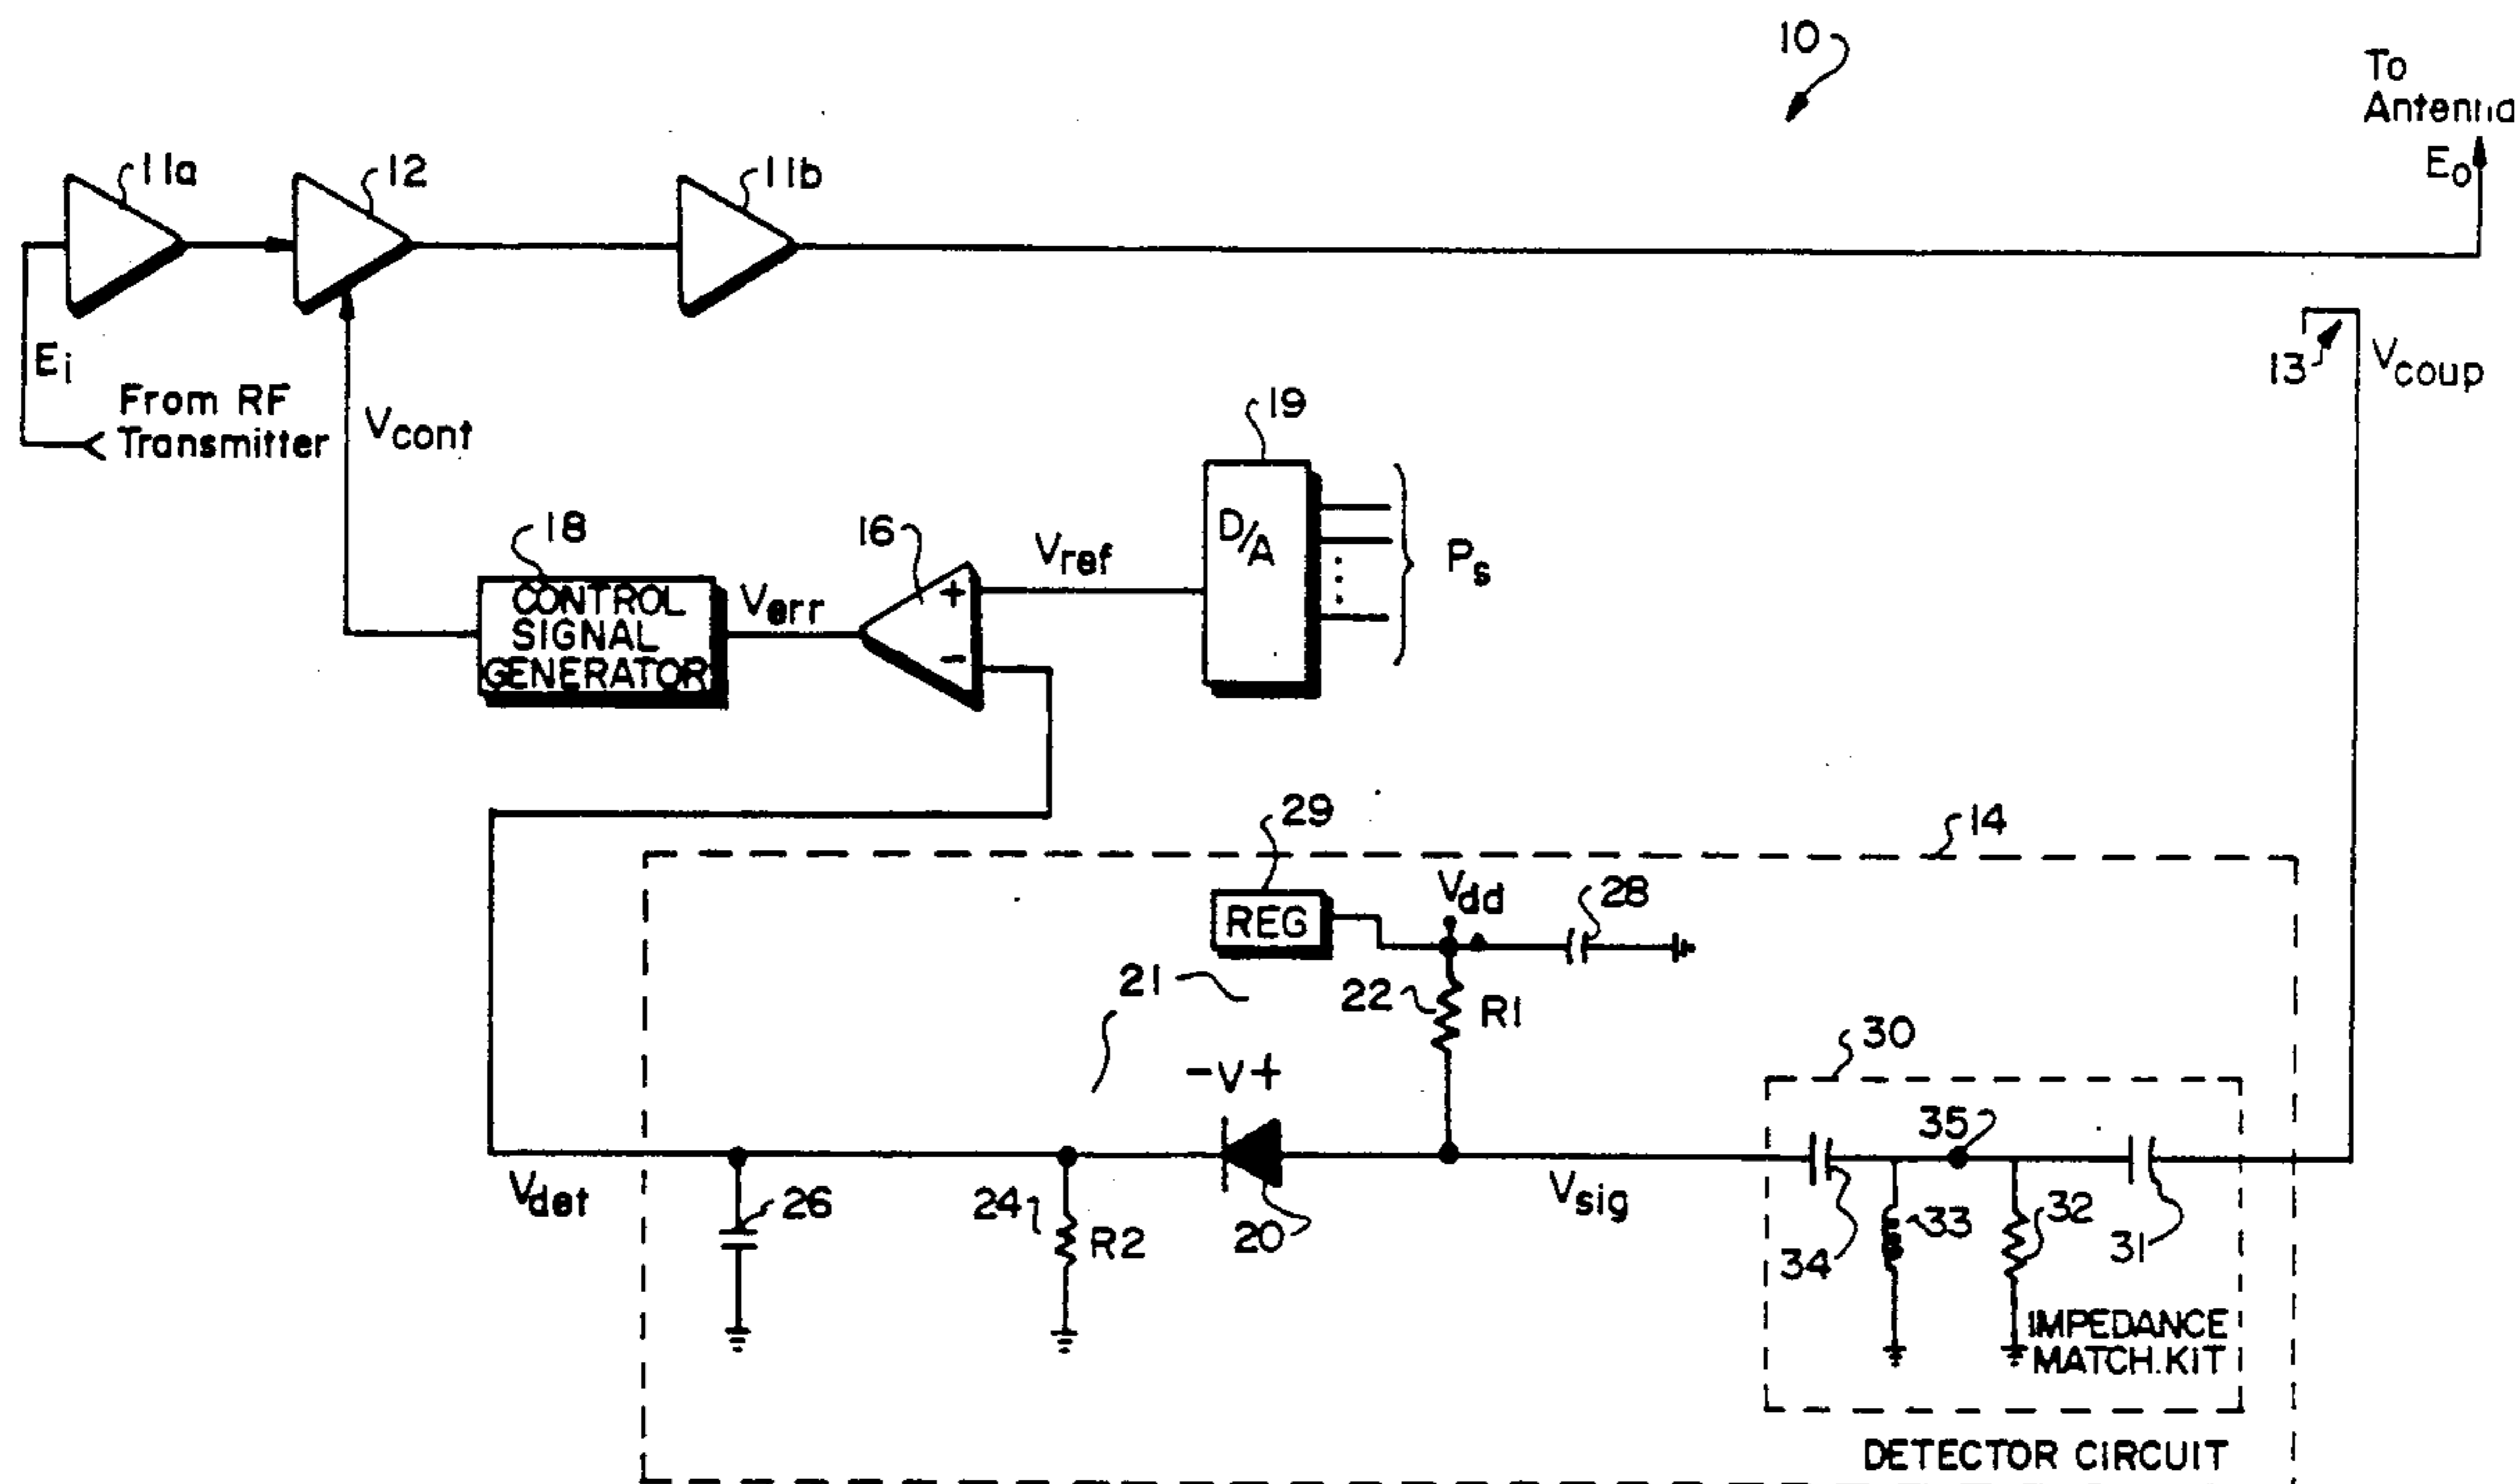 10
To
Antenna
Eo
11a
12
11b
Ei
From RF
Transmitter
Vcont
13
Vcoup
19
D/A
Ps
18
CONTROL
SIGNAL
GENERATOR
Verr
16
+
-
Vref
14
29
REG
Vdd
28
21
22
R1
30
-V+
35
Vdet
26
24
R2
20
Vsig
34
33
32
31
IMPEDANCE
MATCH.KIT
DETECTOR CIRCUIT